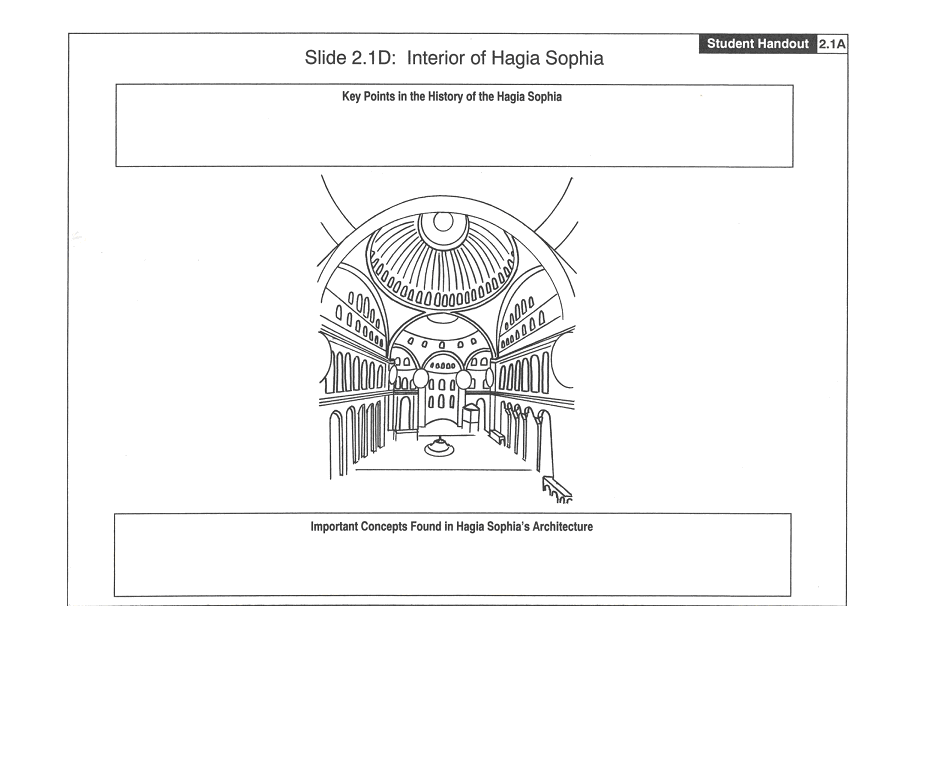 Student Handout 2.1A
Slide 2.1D: Interior of Hagia Sophia
Key Points in the History of the Hagia Sophia
Important Concepts Found in Hagia Sophia's Architecture